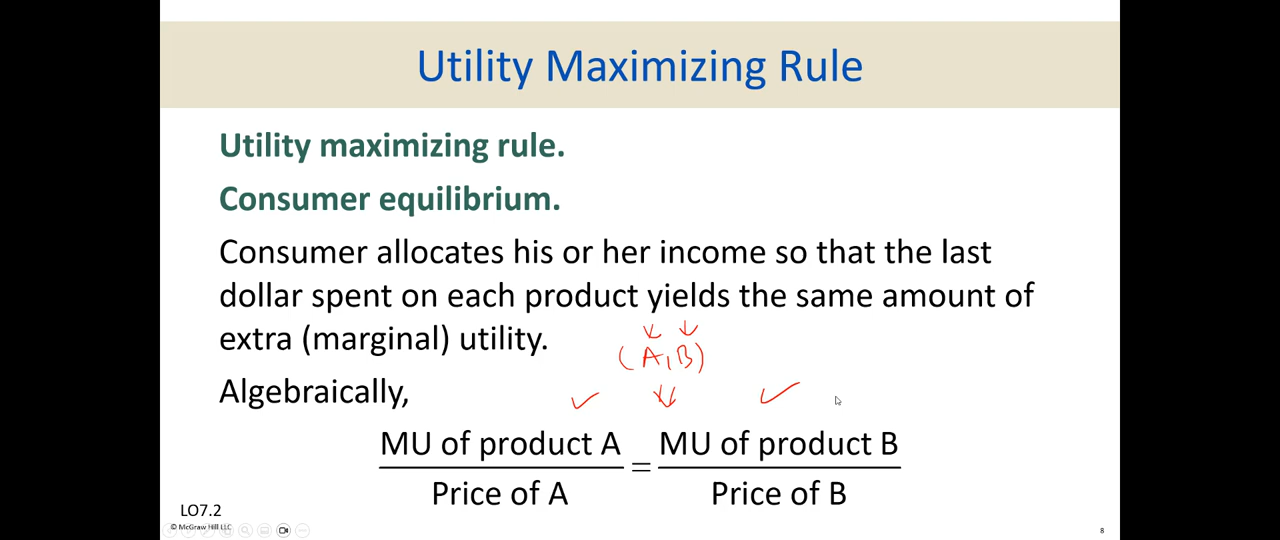 Utility Maximizing Rule
Utility maximizing rule.
Consumer equilibrium.
Consumer allocates his or her income so that the last
dollar spent on each product yields the same amount of
extra (marginal) utility.
(A, B)
Algebraically,
MU of product A = MU of product B
Price of A Price of B
LO7.2
© McGraw Hill LLC
8